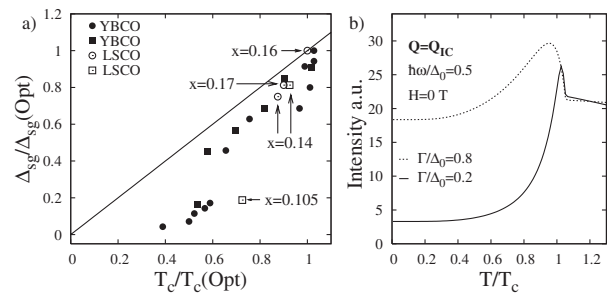 a)
YBCO
YBCO
LSCO
LSCO
x=0.16
x=0.17
x=0.14
x=0.105
Δsg/Δsg(Opt)
1.2
1.0
0.8
0.6
0.4
0.2
0
0 0.2 0.4 0.6 0.8 1
Tc/Tc(Opt)
b)
Q=QIC
ħω/Δ0=0.5
H=0 T
Γ/Δ0=0.8
Γ/Δ0=0.2
Intensity a.u.
35
30
25
20
15
10
5
0
0 0.2 0.4 0.6 0.8 1 1.2
T/Tc